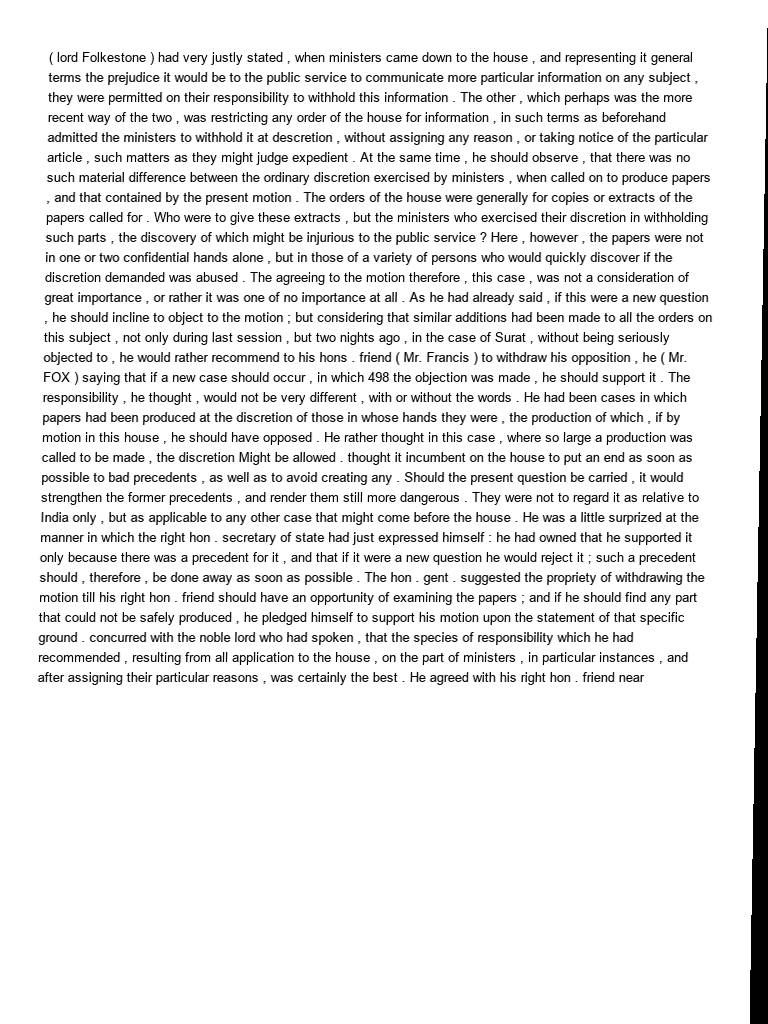 ( lord Folkestone ) had very justly stated , when ministers came down to the house , and representing it general
terms the prejudice it would be to the public service to communicate more particular information on any subject ,
they were permitted on their responsibility to withhold this information . The other , which perhaps was the more
recent way of the two , was restricting any order of the house for information , in such terms as beforehand
admitted the ministers to withhold it at descretion , without assigning any reason , or taking notice of the particular
article , such matters as they might judge expedient . At the same time , he should observe , that there was no
such material difference between the ordinary discretion exercised by ministers , when called on to produce papers
, and that contained by the present motion . The orders of the house were generally for copies or extracts of the
papers called for . Who were to give these extracts , but the ministers who exercised their discretion in withholding
such parts , the discovery of which might be injurious to the public service ? Here , however , the papers were not
in one or two confidential hands alone , but in those of a variety of persons who would quickly discover if the
discretion demanded was abused . The agreeing to the motion therefore , this case , was not a consideration of
great importance , or rather it was one of no importance at all . As he had already said , if this were a new question
, he should incline to object to the motion ; but considering that similar additions had been made to all the orders on
this subject , not only during last session , but two nights ago , in the case of Surat , without being seriously
objected to , he would rather recommend to his hons . friend ( Mr. Francis ) to withdraw his opposition , he ( Mr.
FOX ) saying that if a new case should occur , in which 498 the objection was made , he should support it . The
responsibility , he thought , would not be very different , with or without the words . He had been cases in which
papers had been produced at the discretion of those in whose hands they were , the production of which , if by
motion in this house , he should have opposed . He rather thought in this case , where so large a production was
called to be made , the discretion Might be allowed . thought it incumbent on the house to put an end as soon as
possible to bad precedents , as well as to avoid creating any . Should the present question be carried , it would
strengthen the former precedents , and render them still more dangerous . They were not to regard it as relative to
India only , but as applicable to any other case that might come before the house . He was a little surprized at the
manner in which the right hon . secretary of state had just expressed himself : he had owned that he supported it
only because there was a precedent for it , and that if it were a new question he would reject it ; such a precedent
should , therefore , be done away as soon as possible . The hon . gent . suggested the propriety of withdrawing the
motion till his right hon . friend should have an opportunity of examining the papers ; and if he should find any part
that could not be safely produced , he pledged himself to support his motion upon the statement of that specific
ground . concurred with the noble lord who had spoken , that the species of responsibility which he had
recommended , resulting from all application to the house , on the part of ministers , in particular instances , and
after assigning their particular reasons , was certainly the best . He agreed with his right hon . friend near